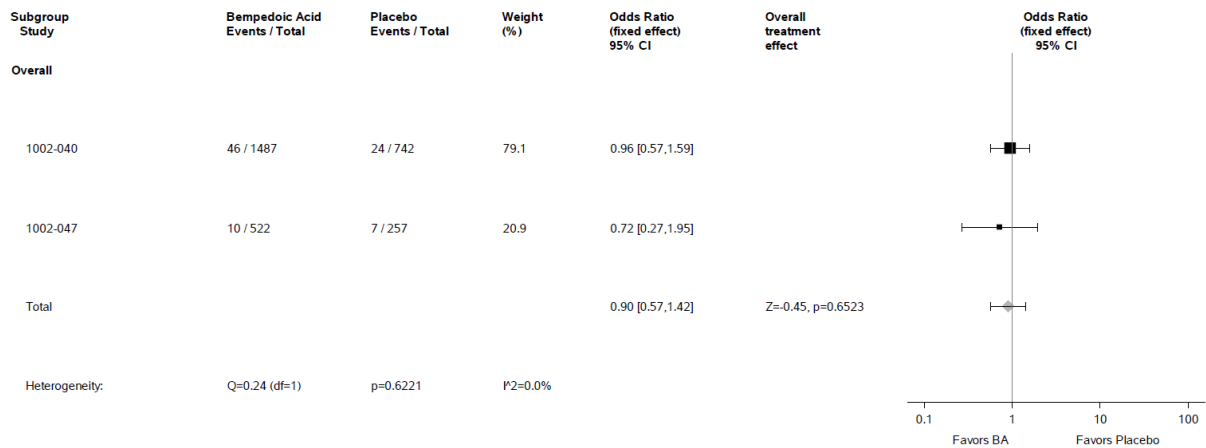 Subgroup Bempedoic Acid Placebo Weight Odds Ratio Overall Odds Ratio
Study Events / Total Events / Total (%) (fixed effect) treatment (fixed effect)
95% CI effect 95% CI
Overall
1002-040 46 / 1487 24 / 742 79.1 0.96 [0.57,1.59]
1002-047 10 / 522 7 / 257 20.9 0.72 [0.27,1.95]
Total 0.90 [0.57,1.42] Z=-0.45, p=0.6523
Heterogeneity: Q=0.24 (df=1) p=0.6221 I^2=0.0%
0.1 1 10 100
Favors BA Favors Placebo